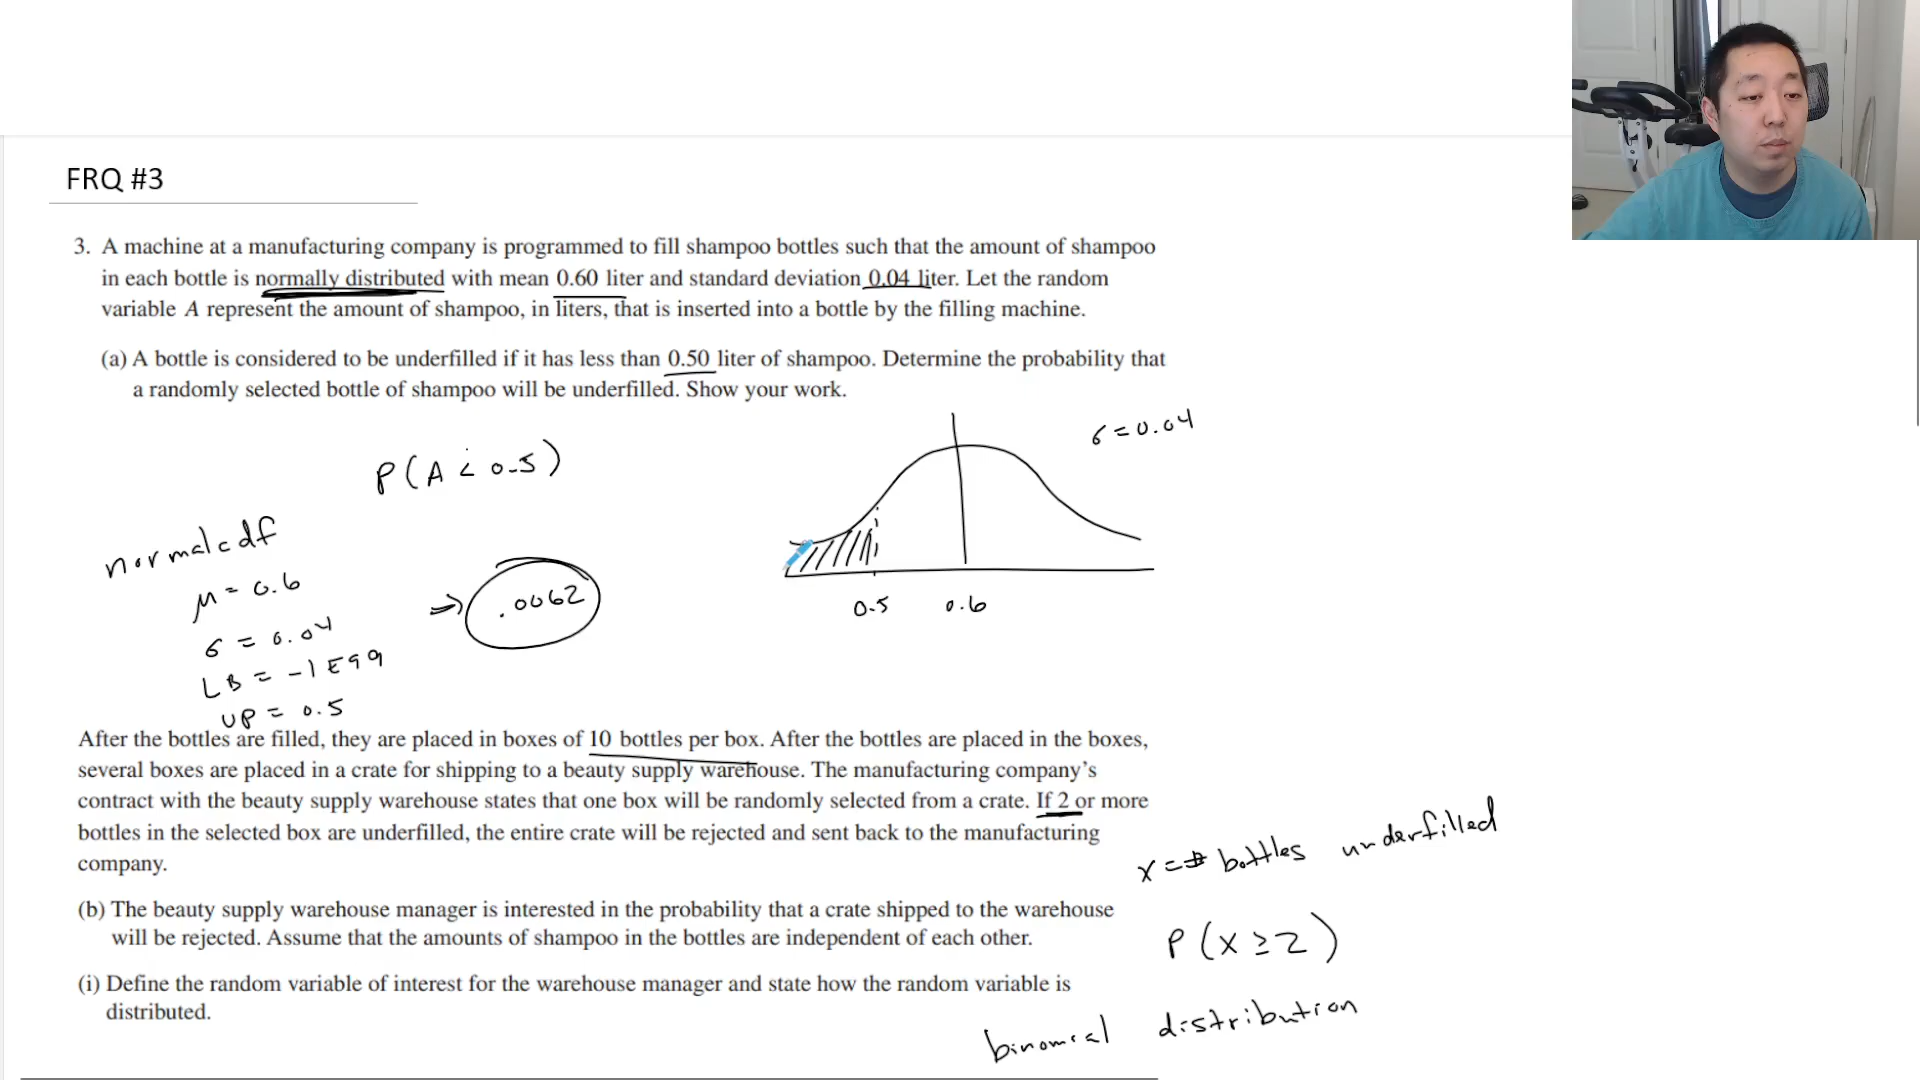 FRQ #3
3. A machine at a manufacturing company is programmed to fill shampoo bottles such that the amount of shampoo
in each bottle is normally distributed with mean 0.60 liter and standard deviation 0.04 liter. Let the random
variable A represent the amount of shampoo, in liters, that is inserted into a bottle by the filling machine.
(a) A bottle is considered to be underfilled if it has less than 0.50 liter of shampoo. Determine the probability that
a randomly selected bottle of shampoo will be underfilled. Show your work.
σ = 0.04
P(A < 0.5)
normalcdf
μ = 0.6
σ = 0.04
LB = -1E99
UP = 0.5
→ .0062
0.5 0.6
After the bottles are filled, they are placed in boxes of 10 bottles per box. After the bottles are placed in the boxes,
several boxes are placed in a crate for shipping to a beauty supply warehouse. The manufacturing company's
contract with the beauty supply warehouse states that one box will be randomly selected from a crate. If 2 or more
bottles in the selected box are underfilled, the entire crate will be rejected and sent back to the manufacturing
company.
x = # bottles underfilled
(b) The beauty supply warehouse manager is interested in the probability that a crate shipped to the warehouse
will be rejected. Assume that the amounts of shampoo in the bottles are independent of each other.
P(x ≥ 2)
(i) Define the random variable of interest for the warehouse manager and state how the random variable is
distributed.
binomial distribution